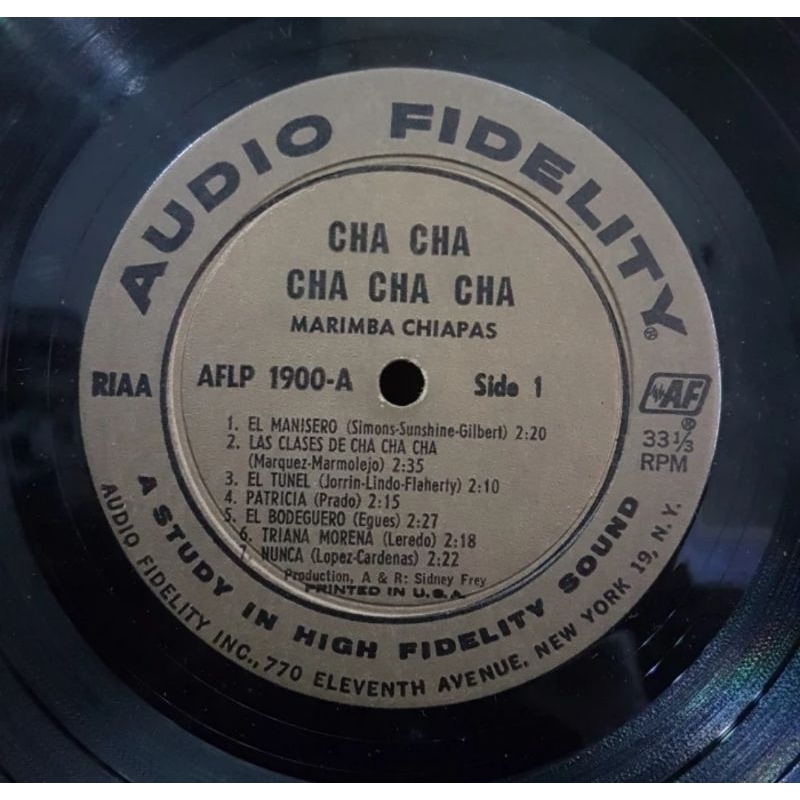 AUDIO FIDELITY®
CHA CHA
CHA CHA CHA
MARIMBA CHIAPAS
RIAA
AFLP 1900-A
Side 1
AF®
33⅓
RPM
1. EL MANISERO (Simons-Sunshine-Gilbert) 2:20
2. LAS CLASES DE CHA CHA CHA
(Marquez-Marmolejo) 2:35
3. EL TUNEL (Jorrin-Lindo-Flaherty) 2:10
4. PATRICIA (Prado) 2:15
5. EL BODEGUERO (Egues) 2:27
6. TRIANA MORENA (Leredo) 2:18
7. NUNCA (Lopez-Cardenas) 2:22
Production, A & R: Sidney Frey
PRINTED IN U.S.A.
A STUDY IN HIGH FIDELITY SOUND
AUDIO FIDELITY INC., 770 ELEVENTH AVENUE, NEW YORK 19, N.Y.